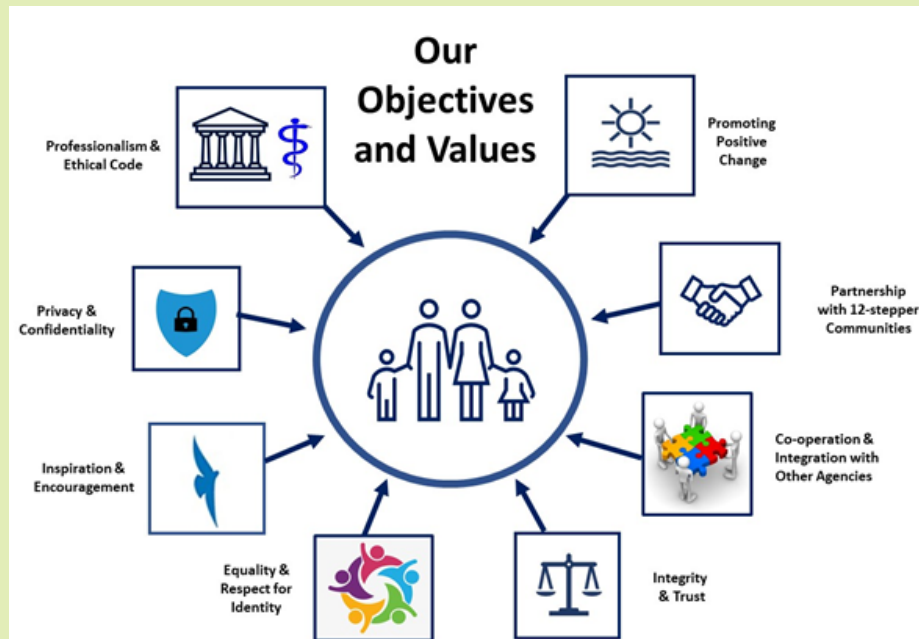 Our
Objectives
and Values
Professionalism &
Ethical Code
Promoting
Positive
Change
Privacy &
Confidentiality
Partnership
with 12-stepper
Communities
Inspiration &
Encouragement
Co-operation &
Integration with
Other Agencies
Equality &
Respect for
Identity
Integrity
& Trust